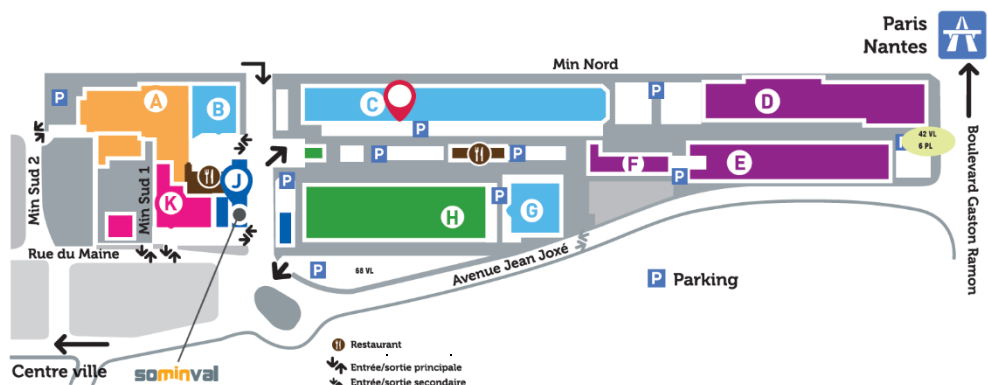 Paris
Nantes
Min Nord
P
A
B
C
P
D
P
P
P
P
42 VL
6 PL
F
E
P
Boulevard Gaston Ramon
Min Sud 2
Min Sud 1
J
K
P
H
P
G
Rue du Maine
P
68 VL
Avenue Jean Joxé
P Parking
Restaurant
Entrée/sortie principale
Entrée/sortie secondaire
Centre ville
sominval